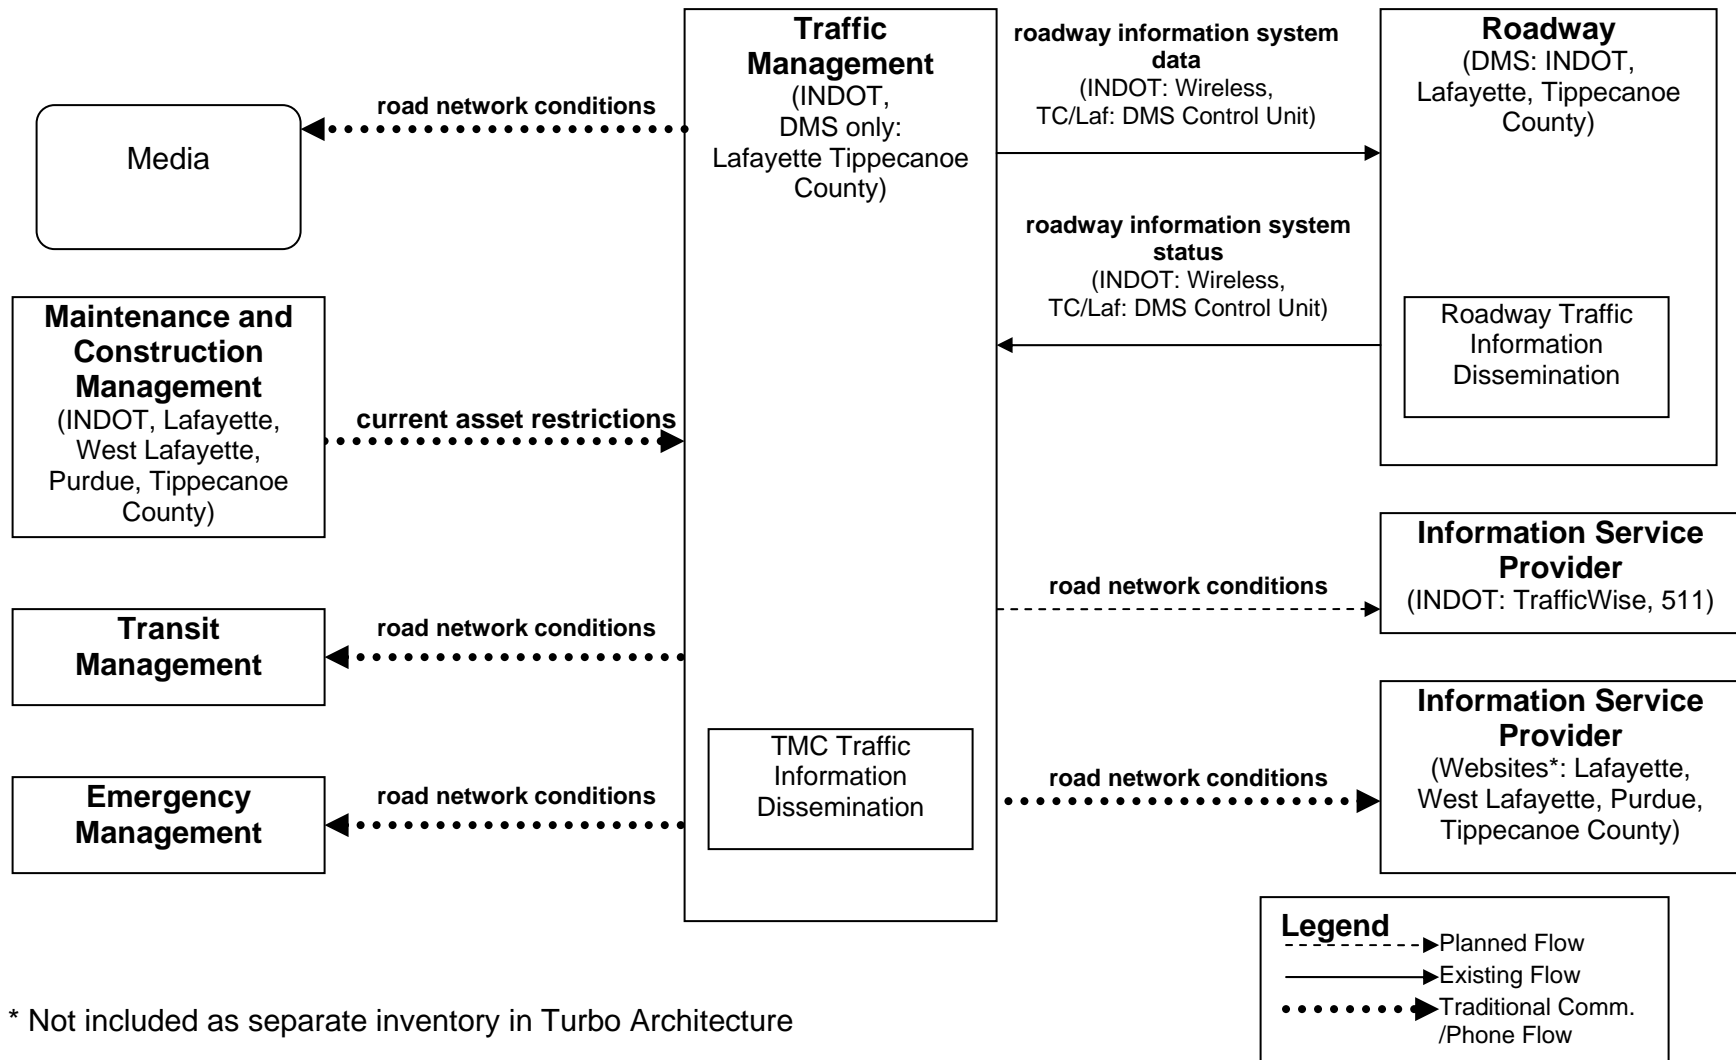 Media
road network conditions
Traffic
Management
(INDOT,
DMS only:
Lafayette Tippecanoe
County)
roadway information system
data
(INDOT: Wireless,
TC/Laf: DMS Control Unit)
Roadway
(DMS: INDOT,
Lafayette, Tippecanoe
County)
roadway information system
status
(INDOT: Wireless,
TC/Laf: DMS Control Unit)
Roadway Traffic
Information
Dissemination
Maintenance and
Construction
Management
(INDOT, Lafayette,
West Lafayette,
Purdue, Tippecanoe
County)
current asset restrictions
road network conditions
Information Service
Provider
(INDOT: TrafficWise, 511)
Transit
Management
road network conditions
TMC Traffic
Information
Dissemination
road network conditions
Information Service
Provider
(Websites*: Lafayette,
West Lafayette, Purdue,
Tippecanoe County)
Emergency
Management
road network conditions
Legend
Planned Flow
Existing Flow
Traditional Comm.
/Phone Flow
* Not included as separate inventory in Turbo Architecture